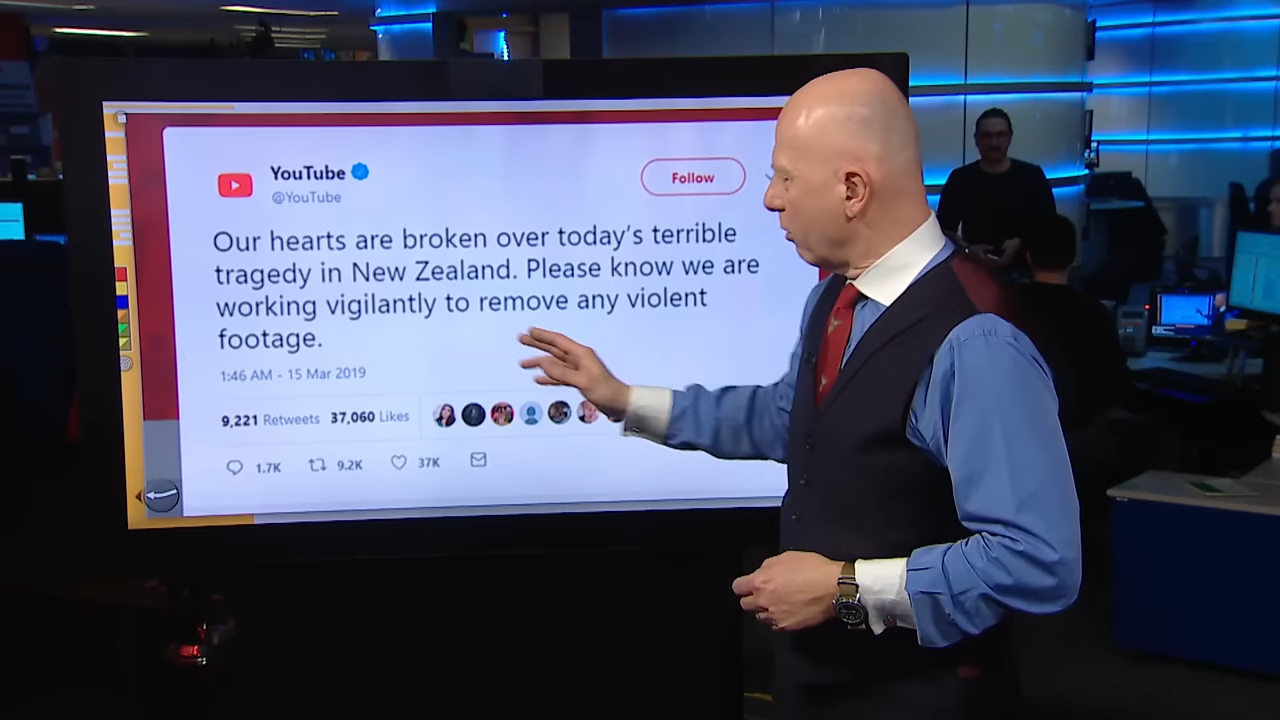 YouTube
@YouTube
Follow
Our hearts are broken over today's terrible
tragedy in New Zealand. Please know we are
working vigilantly to remove any violent
footage.
1:46 AM - 15 Mar 2019
9,221 Retweets 37,060 Likes
1.7K 9.2K 37K